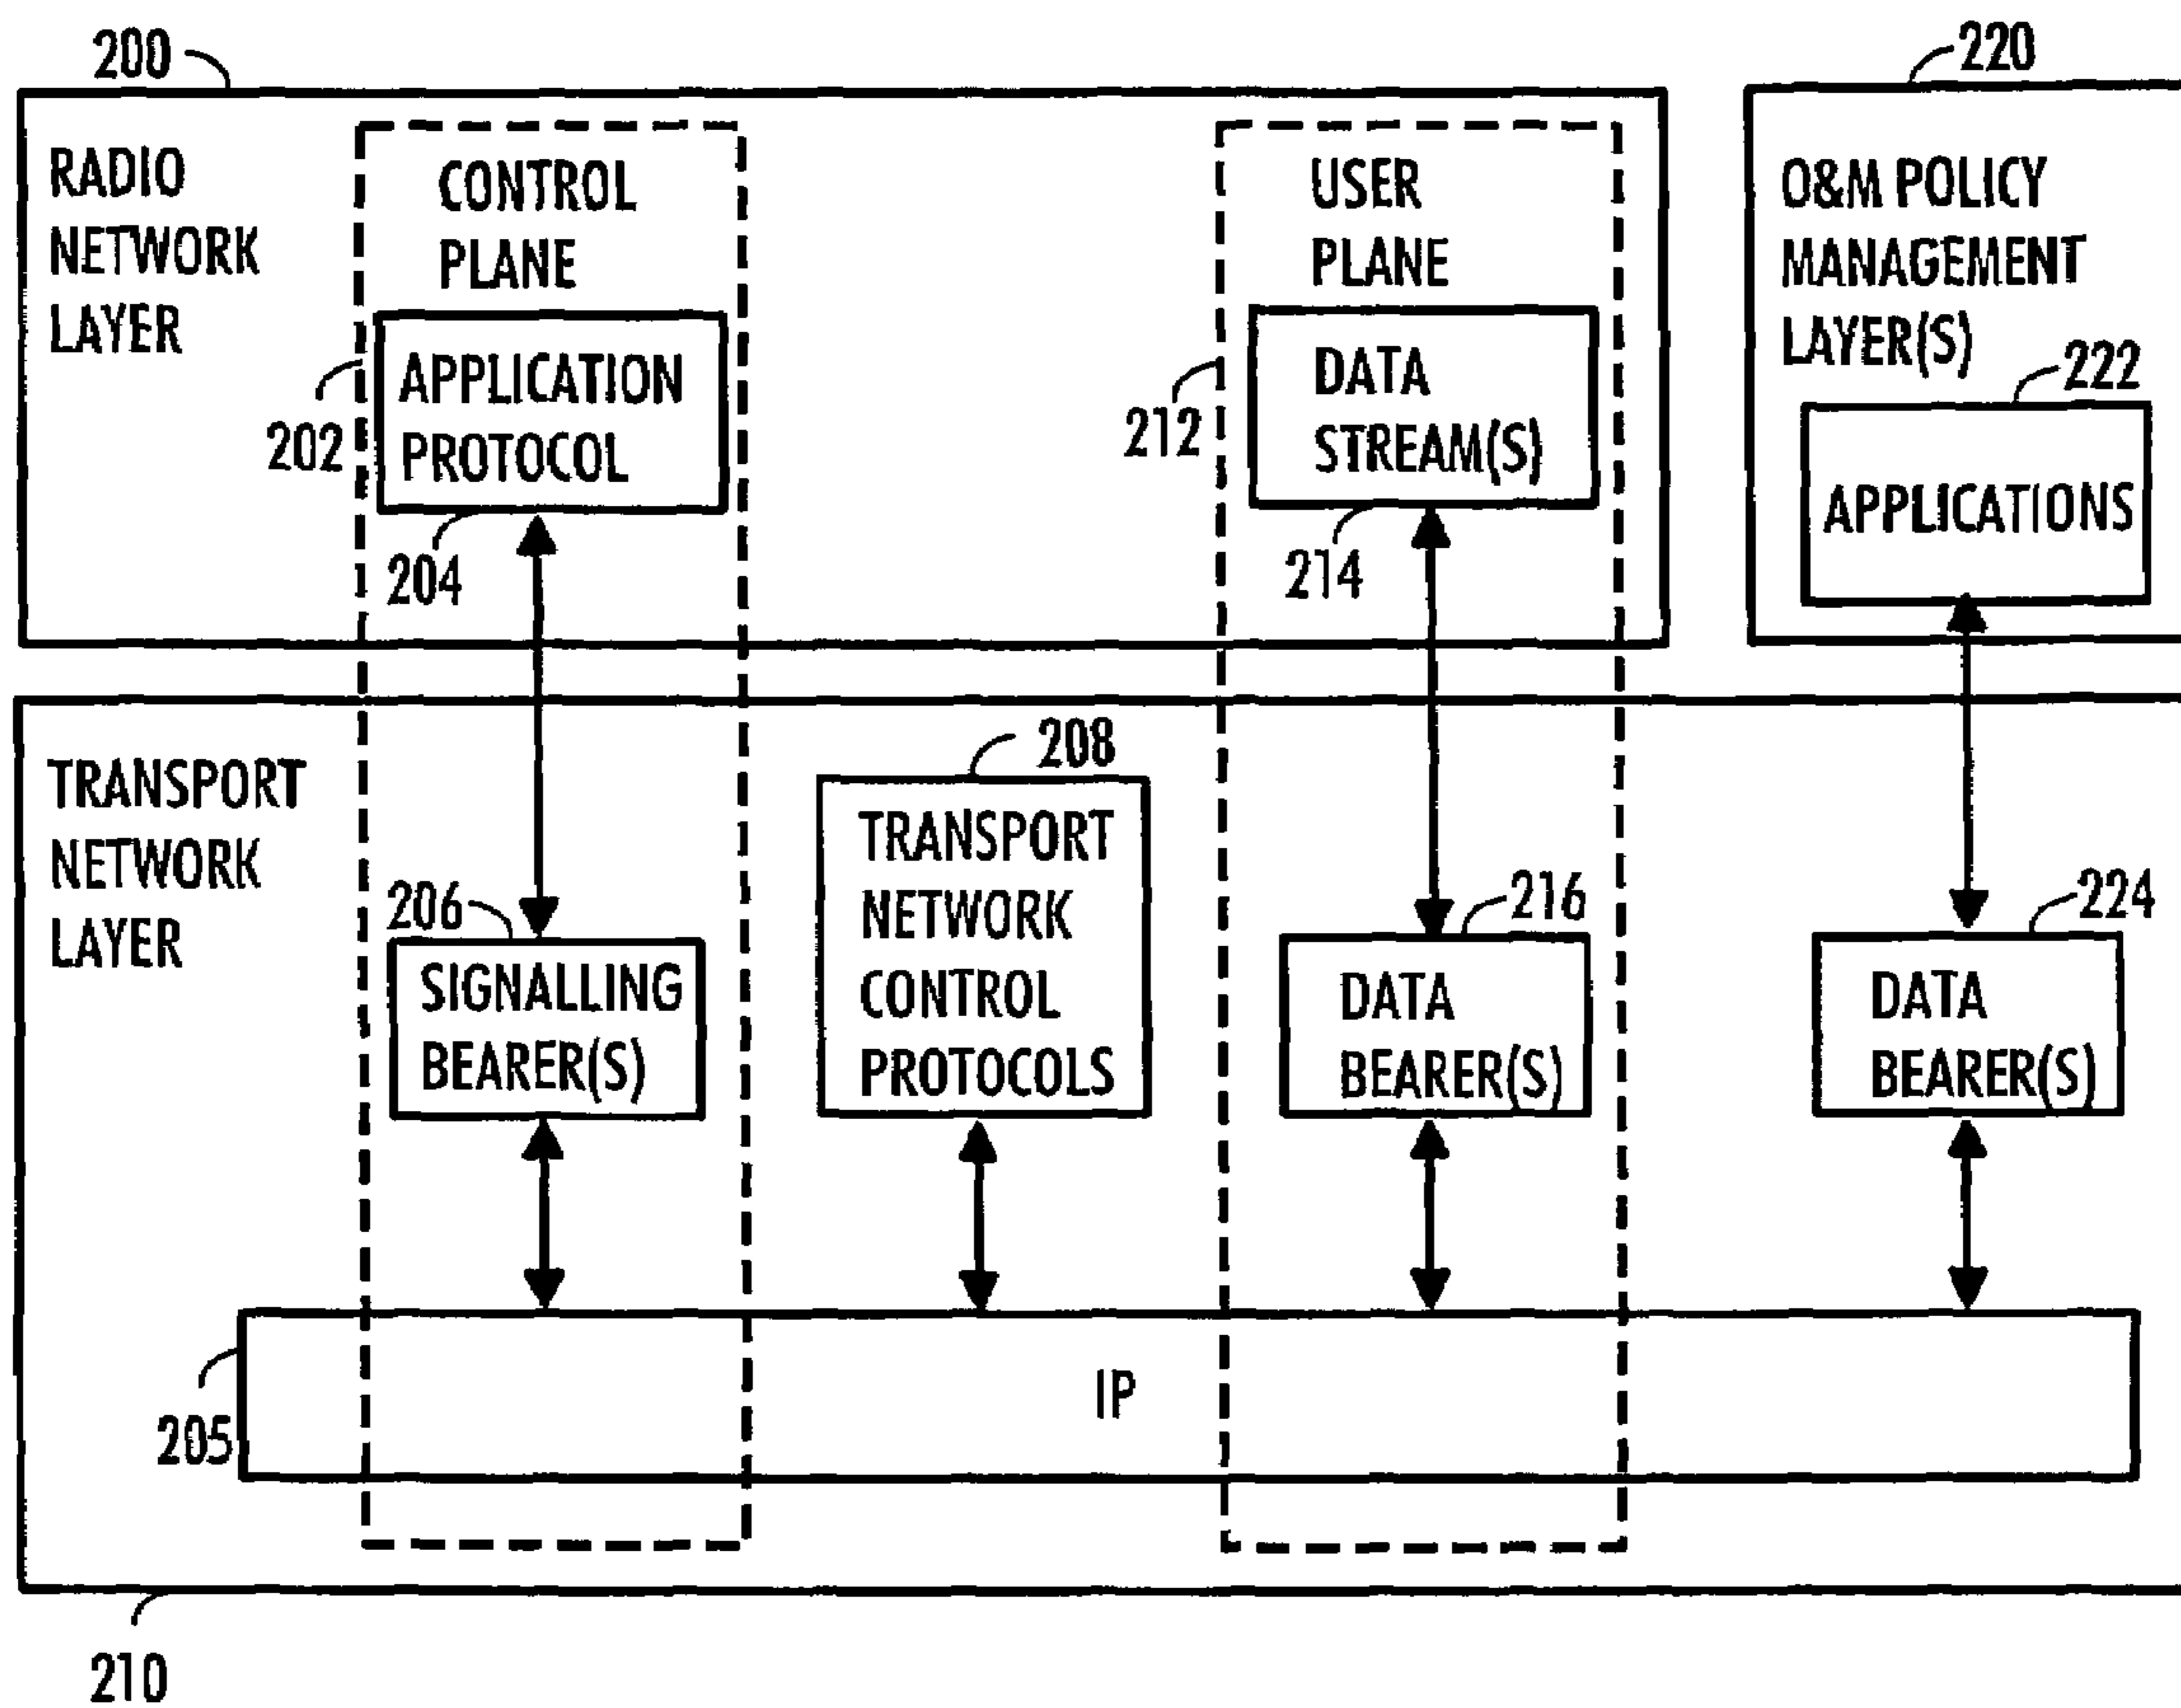 200
220
RADIO
NETWORK
LAYER
CONTROL
PLANE
USER
PLANE
O&M POLICY
MANAGEMENT
LAYER(S)
222
202
APPLICATION
PROTOCOL
212
DATA
STREAM(S)
APPLICATIONS
204
214
TRANSPORT
NETWORK
LAYER
208
TRANSPORT
NETWORK
CONTROL
PROTOCOLS
206
SIGNALLING
BEARER(S)
216
DATA
BEARER(S)
224
DATA
BEARER(S)
205
IP
210